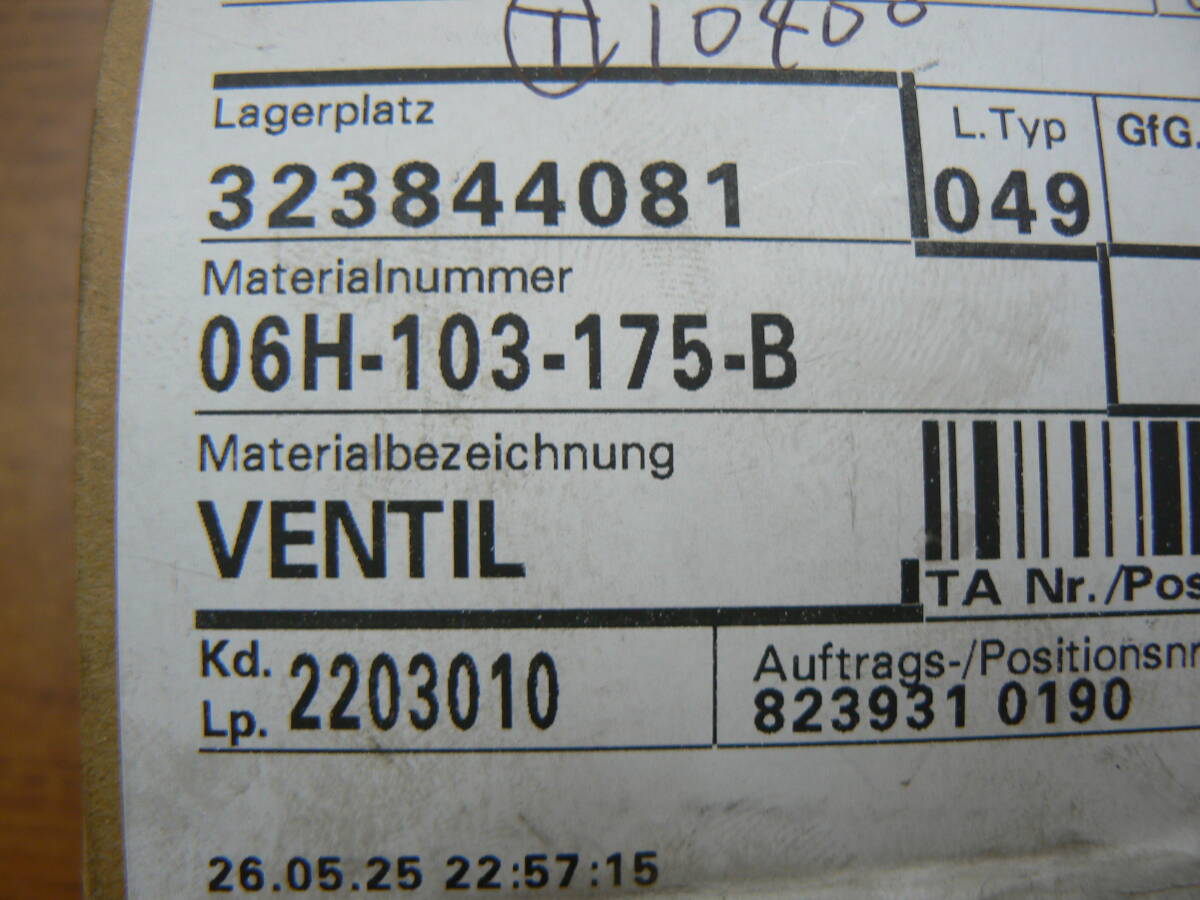 10400
Lagerplatz
323844081
L.Typ
049
GfG.
Materialnummer
06H-103-175-B
Materialbezeichnung
VENTIL
TA Nr./Pos
Kd.
Lp. 2203010
Auftrags-/Positionsnr
823931 0190
26.05.25 22:57:15